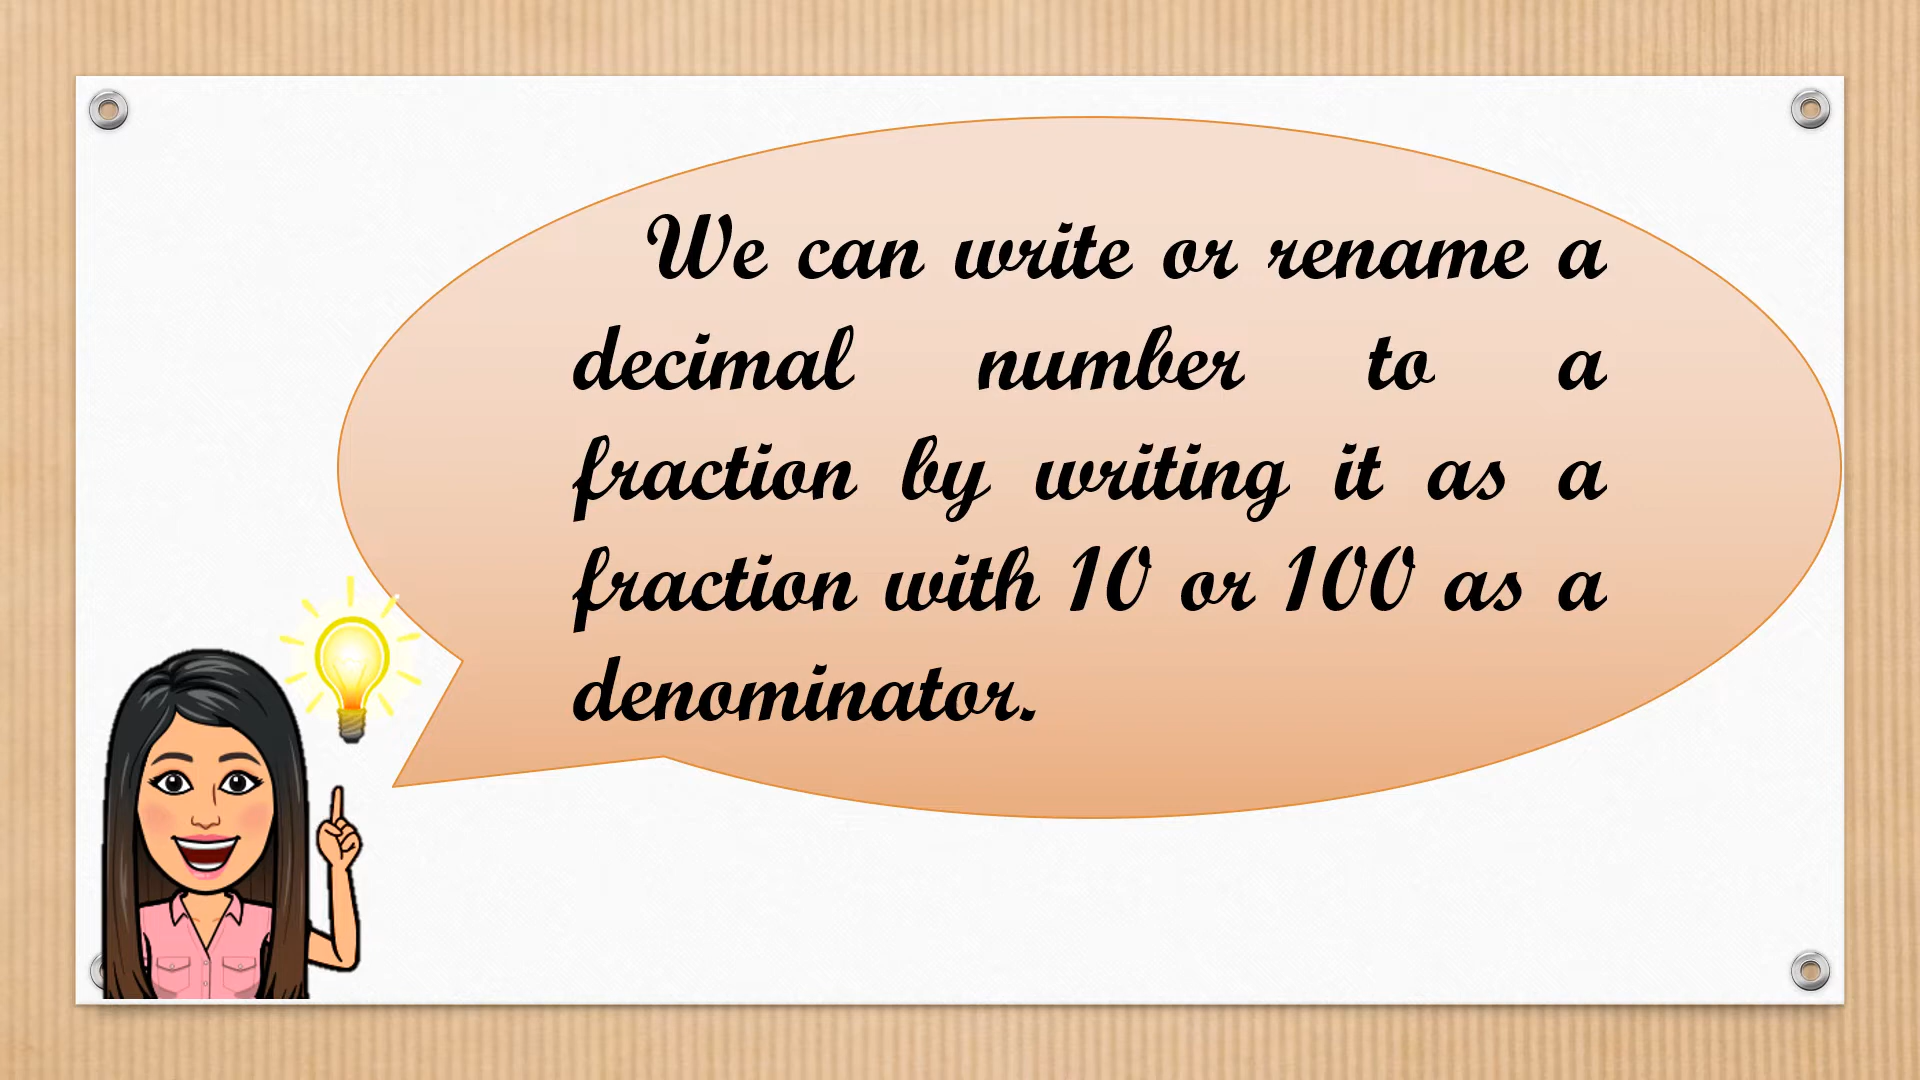 We can write or rename a
decimal number to a
fraction by writing it as a
fraction with 10 or 100 as a
denominator.